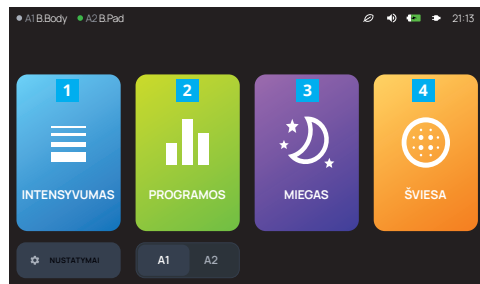 A1 B.Body A2 B.Pad 21:13
1 2 3 4
INTENSYVUMAS PROGRAMOS MIEGAS ŠVIESA
NUSTATYMAI A1 A2